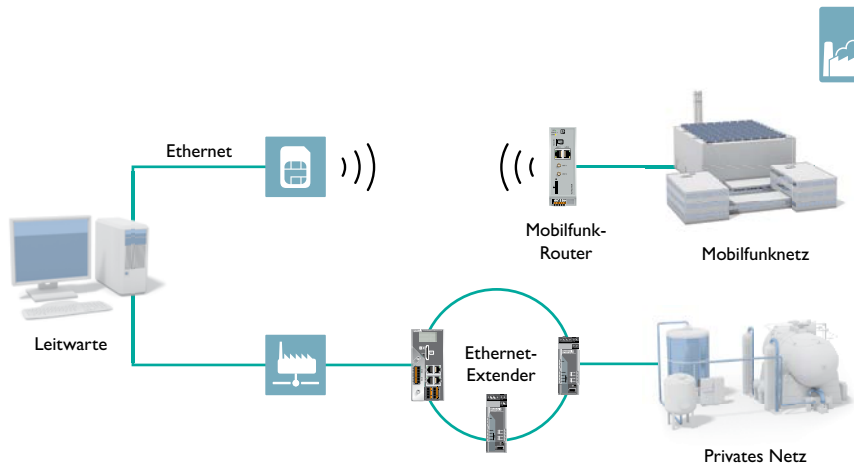 Ethernet
Mobilfunk-
Router
Mobilfunknetz
Leitwarte
Ethernet-
Extender
Privates Netz